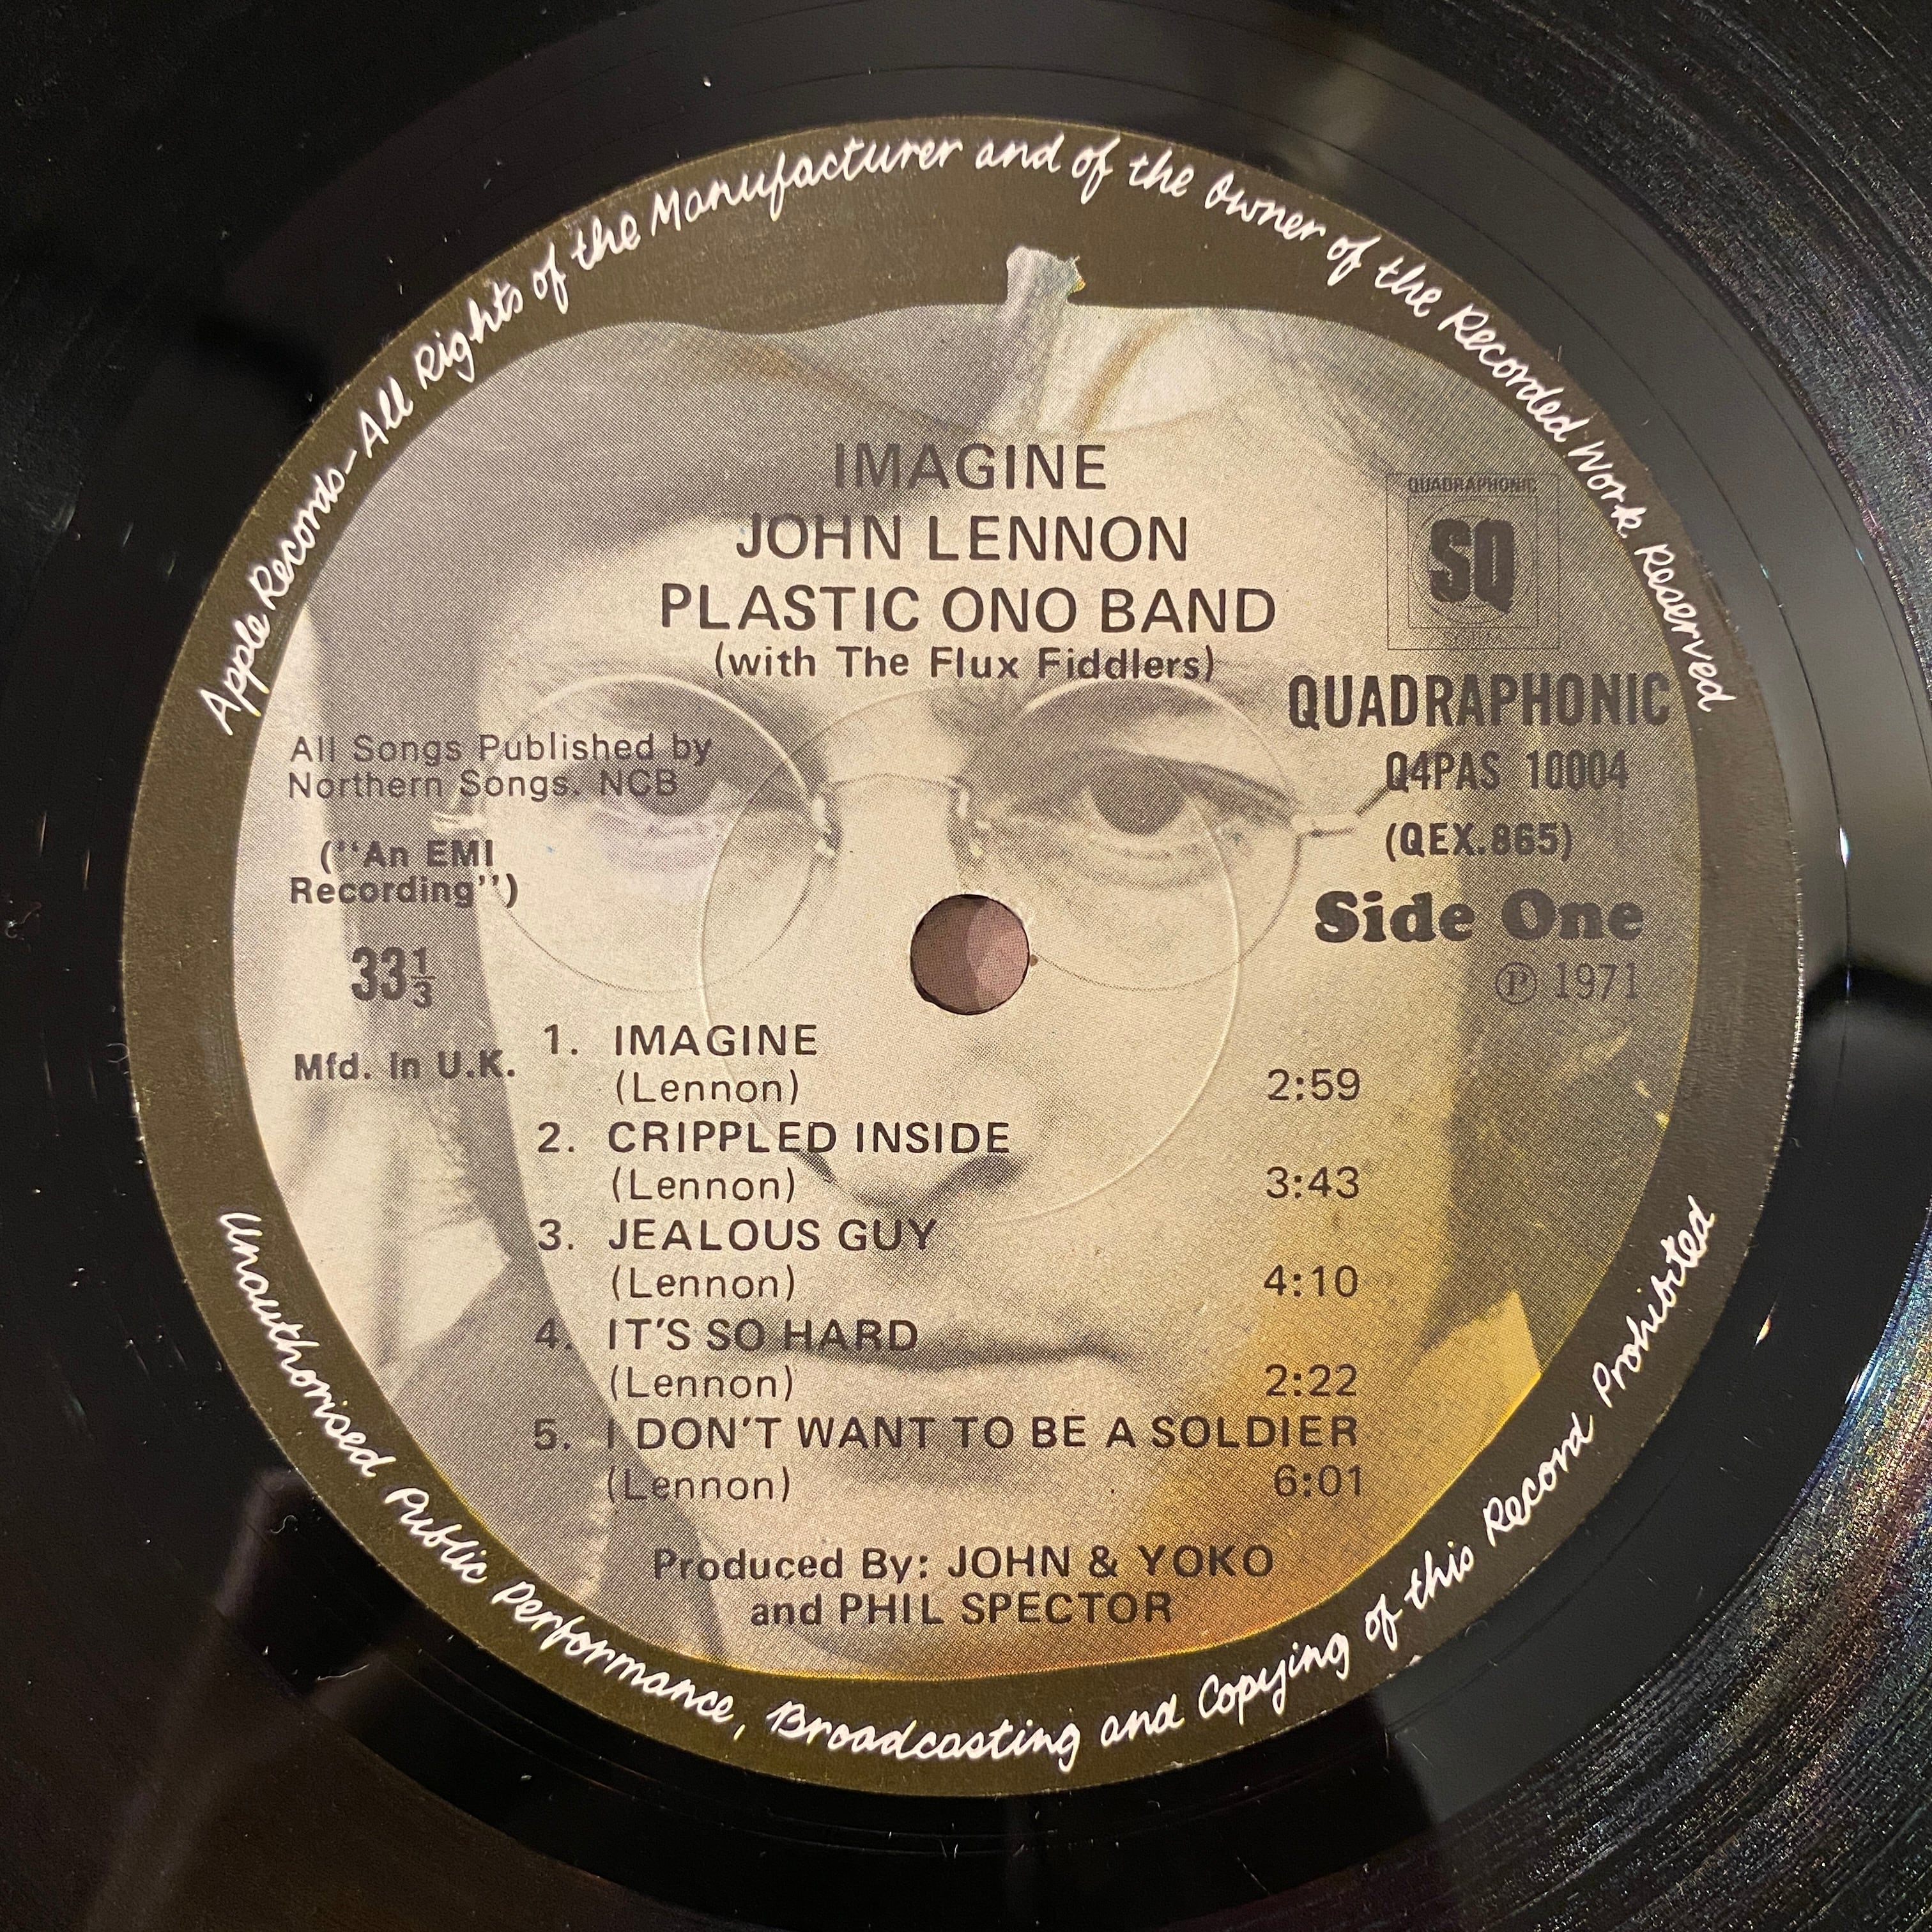 Apple Records-All Rights of the Manufacturer and of the Owner of the Recorded Work Reserved
IMAGINE
JOHN LENNON
PLASTIC ONO BAND
(with The Flux Fiddlers)
QUADRAPHONIC
SQ
QUADRAPHONIC
Q4PAS 10004
(QEX.865)
Side One
Ⓟ 1971
All Songs Published by
Northern Songs. NCB
(''An EMI
Recording'')
33⅓
Mfd. In U.K.
1. IMAGINE
(Lennon) 2:59
2. CRIPPLED INSIDE
(Lennon) 3:43
3. JEALOUS GUY
(Lennon) 4:10
4. IT'S SO HARD
(Lennon) 2:22
5. I DON'T WANT TO BE A SOLDIER
(Lennon) 6:01
Produced By: JOHN & YOKO
and PHIL SPECTOR
Unauthorised Public Performance, Broadcasting and Copying of this Record Prohibited